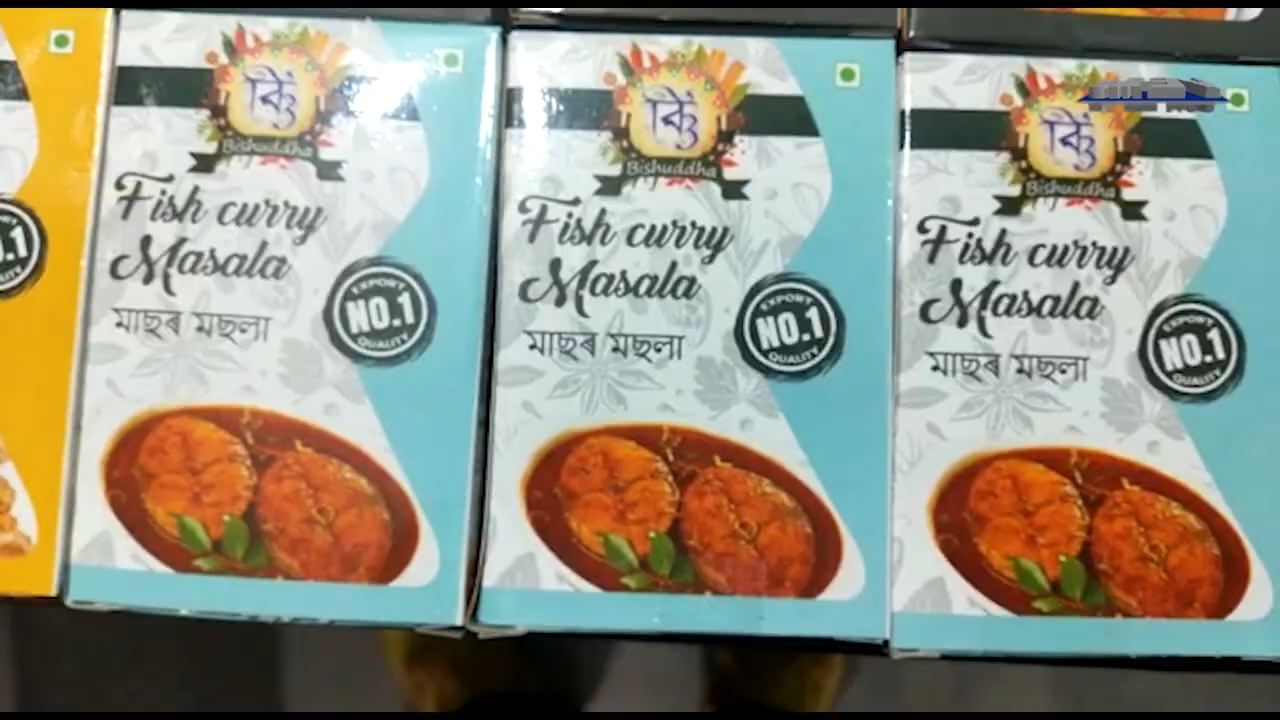 Bishuddha
Fish curry
Masala
মাছৰ মছলা
EXPORT
NO.1
QUALITY
Bishuddha
Fish curry
Masala
মাছৰ মছলা
EXPORT
NO.1
QUALITY
Bishuddha
Fish curry
Masala
মাছৰ মছলা
EXPORT
NO.1
QUALITY